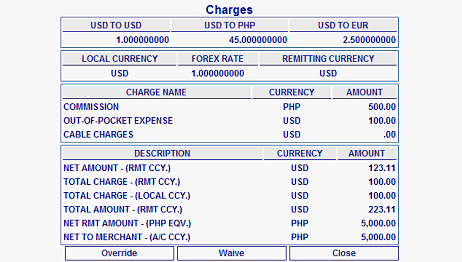 Charges
USD TO USD USD TO PHP USD TO EUR
1.000000000 45.000000000 2.500000000
LOCAL CURRENCY FOREX RATE REMITTING CURRENCY
USD 1.000000000 USD
CHARGE NAME CURRENCY AMOUNT
COMMISSION PHP 500.00
OUT-OF-POCKET EXPENSE USD 100.00
CABLE CHARGES USD .00
DESCRIPTION CURRENCY AMOUNT
NET AMOUNT - (RMT CCY.) USD 123.11
TOTAL CHARGE - (RMT CCY.) USD 100.00
TOTAL CHARGE - (LOCAL CCY.) USD 100.00
TOTAL AMOUNT - (RMT CCY.) USD 223.11
NET RMT AMOUNT - (PHP EQV.) PHP 5,000.00
NET TO MERCHANT - (A/C CCY.) PHP 5,000.00
Override Waive Close